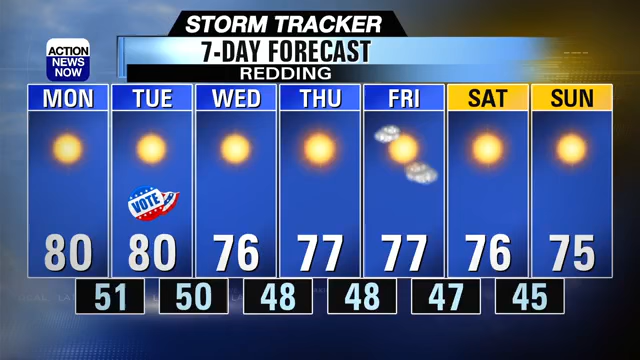 STORM TRACKER
ACTION
NEWS
NOW
7-DAY FORECAST
REDDING
MON TUE WED THU FRI SAT SUN
VOTE
80 80 76 77 77 76 75
51 50 48 48 47 45